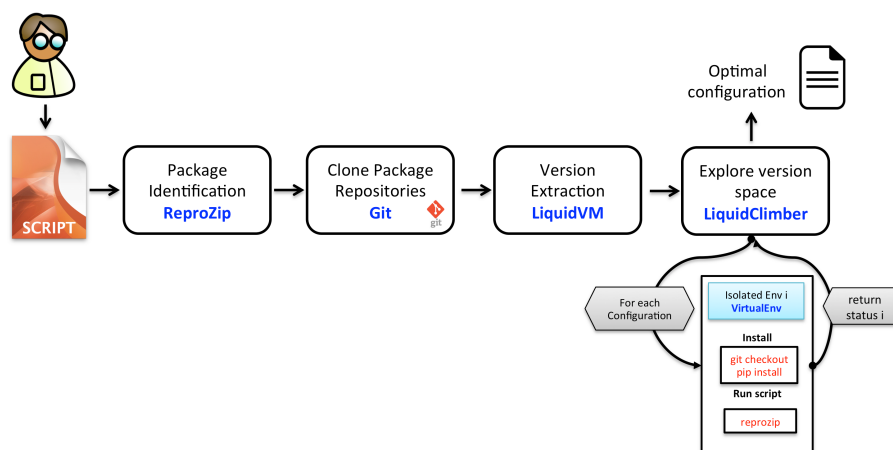 SCRIPT
Package
Identification
ReproZip
Clone Package
Repositories
Git
git
Version
Extraction
LiquidVM
Explore version
space
LiquidClimber
Optimal
configuration
For each
Configuration
Isolated Env i
VirtualEnv
Install
git checkout
pip install
Run script
reprozip
return
status i